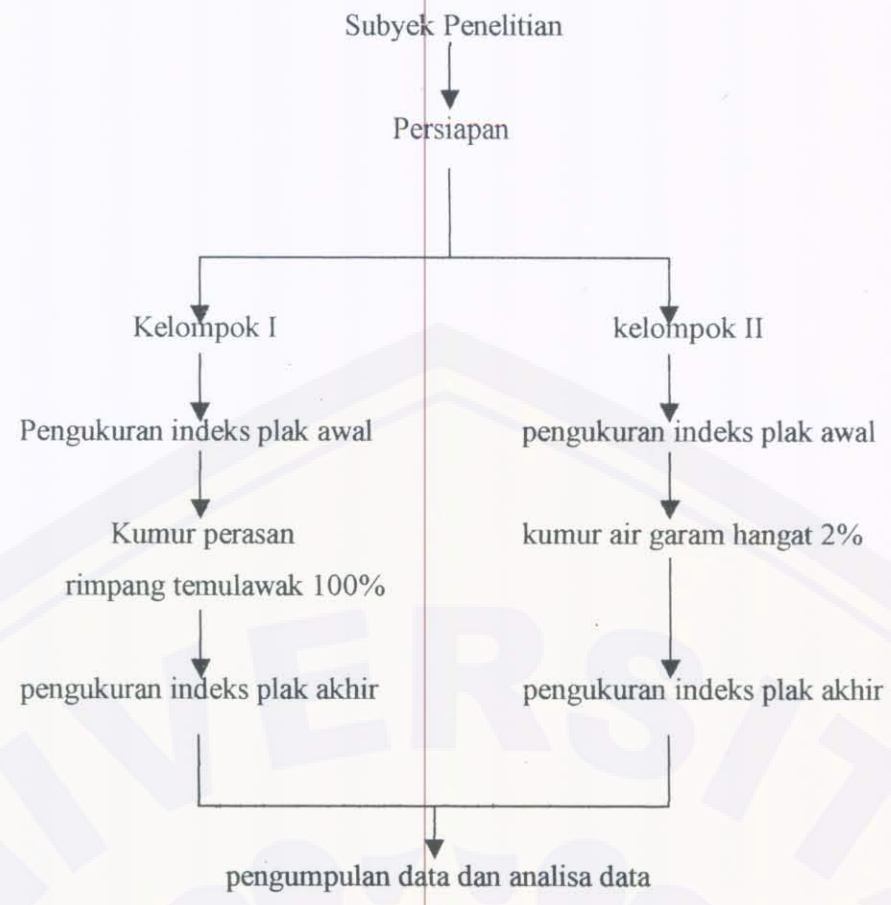 Subyek Penelitian
Persiapan
Kelompok I
kelompok II
Pengukuran indeks plak awal
pengukuran indeks plak awal
Kumur perasan
rimpang temulawak 100%
kumur air garam hangat 2%
pengukuran indeks plak akhir
pengukuran indeks plak akhir
pengumpulan data dan analisa data